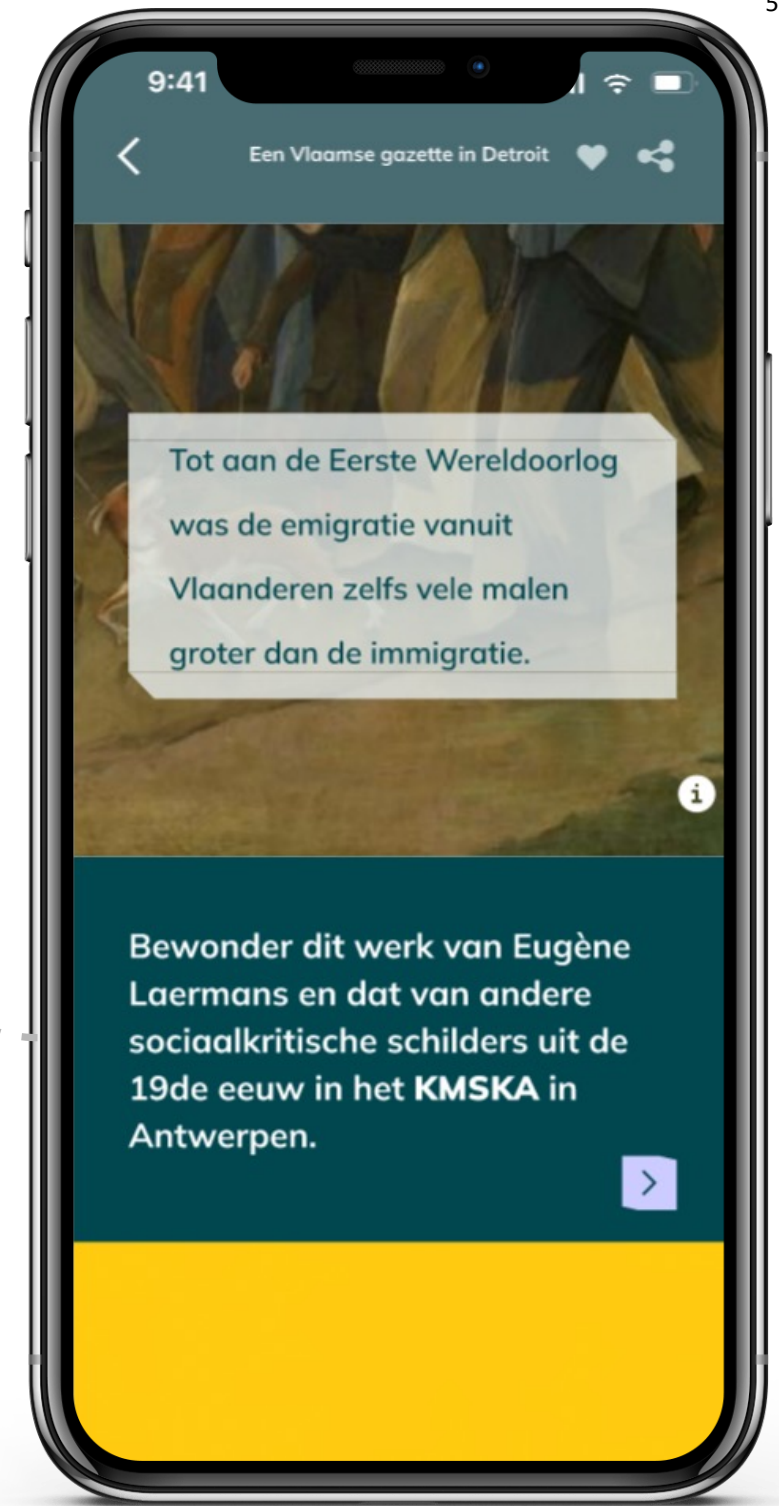 5
9:41
Een Vlaamse gazette in Detroit
Tot aan de Eerste Wereldoorlog
was de emigratie vanuit
Vlaanderen zelfs vele malen
groter dan de immigratie.
i
Bewonder dit werk van Eugène
Laermans en dat van andere
sociaalkritische schilders uit de
19de eeuw in het KMSKA in
Antwerpen.